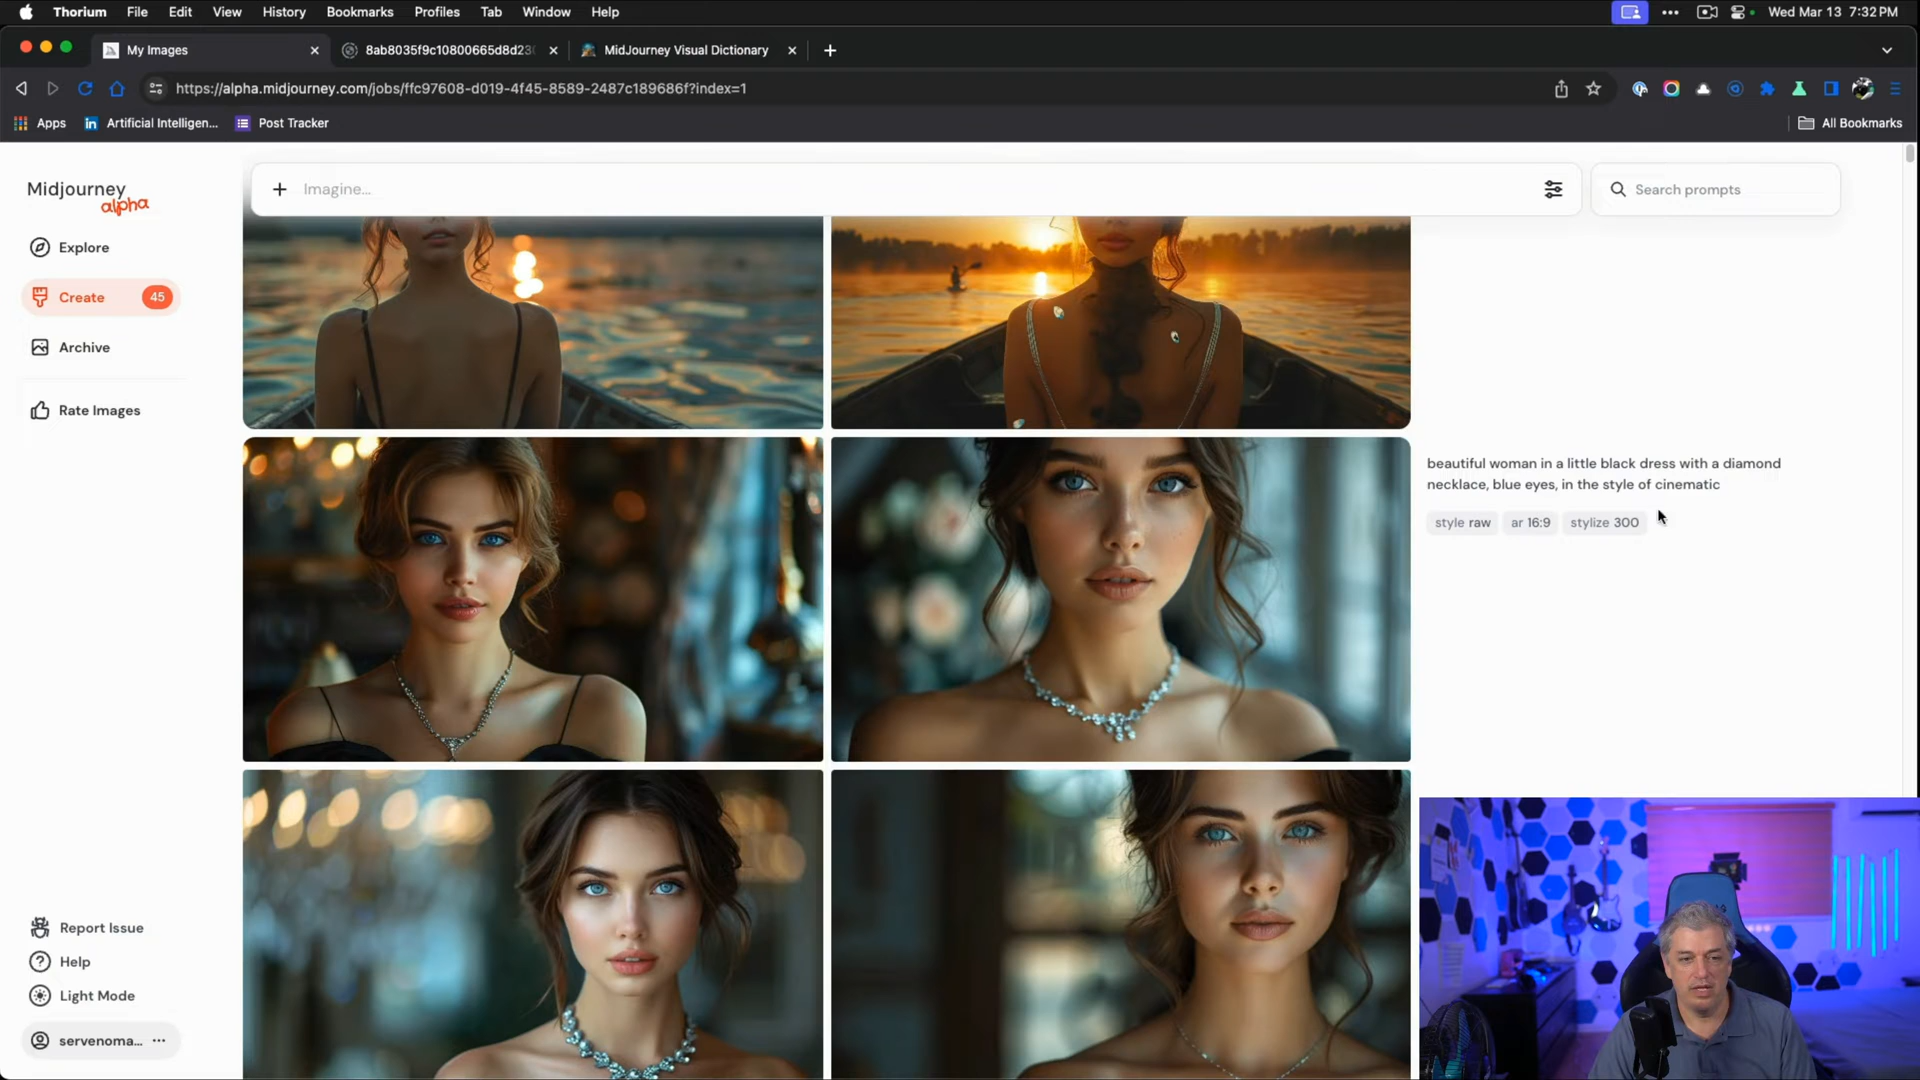 Thorium File Edit View History Bookmarks Profiles Tab Window Help Wed Mar 13 7:32 PM
My Images 8ab8035f9c10800665d8d23 MidJourney Visual Dictionary
https://alpha.midjourney.com/jobs/ffc97608-d019-4f45-8589-2487c189686f?index=1
Apps Artificial Intelligen... Post Tracker All Bookmarks
Midjourney
alpha
Imagine...
Search prompts
Explore
Create 45
Archive
Rate Images
beautiful woman in a little black dress with a diamond
necklace, blue eyes, in the style of cinematic
style raw ar 16:9 stylize 300
Report Issue
Help
Light Mode
servenoma... ...